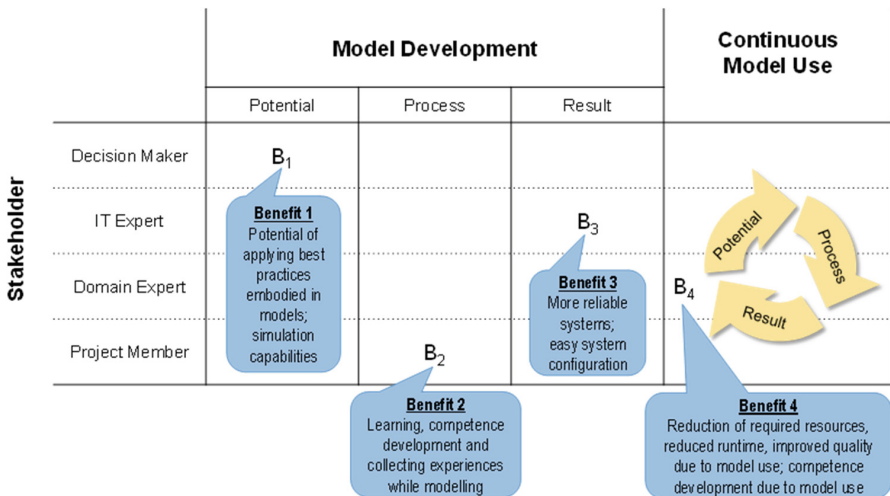 Model Development
Continuous
Model Use
Potential
Process
Result
Stakeholder
Decision Maker
B1
IT Expert
B3
Domain Expert
B4
Project Member
B2
Benefit 1
Potential of
applying best
practices
embodied in
models;
simulation
capabilities
Benefit 3
More reliable
systems;
easy system
configuration
Potential
Process
Result
Benefit 2
Learning, competence
development and
collecting experiences
while modelling
Benefit 4
Reduction of required resources,
reduced runtime, improved quality
due to model use; competence
development due to model use